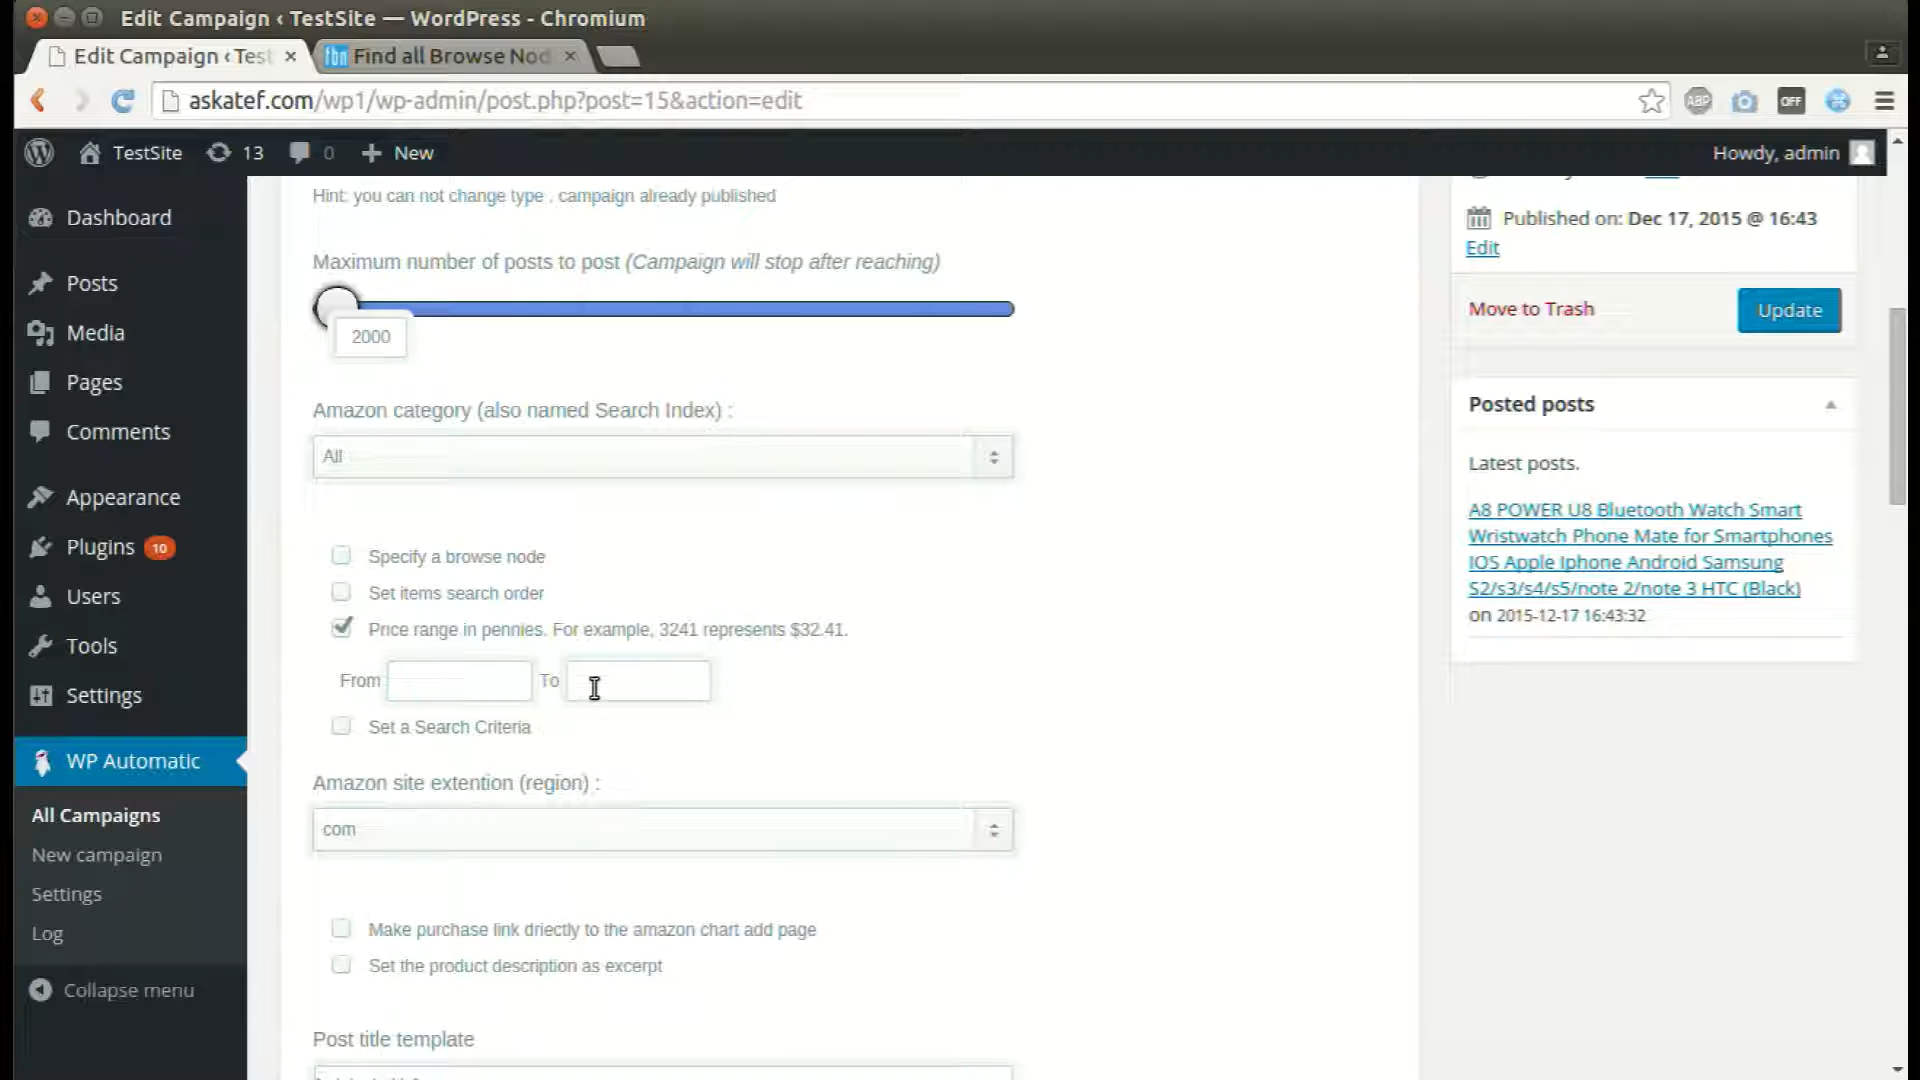 Edit Campaign ‹ TestSite — WordPress - Chromium
Edit Campaign ‹ Test
fbn Find all Browse Nod
askatef.com/wp1/wp-admin/post.php?post=15&action=edit
ABP
OFF
TestSite 13 0 + New
Howdy, admin
Dashboard
Posts
Media
Pages
Comments
Appearance
Plugins 10
Users
Tools
Settings
WP Automatic
All Campaigns
New campaign
Settings
Log
Collapse menu
Hint: you can not change type . campaign already published
Maximum number of posts to post (Campaign will stop after reaching)
2000
Amazon category (also named Search Index) :
All
Specify a browse node
Set items search order
Price range in pennies. For example, 3241 represents $32.41.
From To
Set a Search Criteria
Amazon site extention (region) :
com
Make purchase link driectly to the amazon chart add page
Set the product description as excerpt
Post title template
Published on: Dec 17, 2015 @ 16:43
Edit
Move to Trash
Update
Posted posts
Latest posts.
A8 POWER U8 Bluetooth Watch Smart
Wristwatch Phone Mate for Smartphones
IOS Apple Iphone Android Samsung
S2/s3/s4/s5/note 2/note 3 HTC (Black)
on 2015-12-17 16:43:32